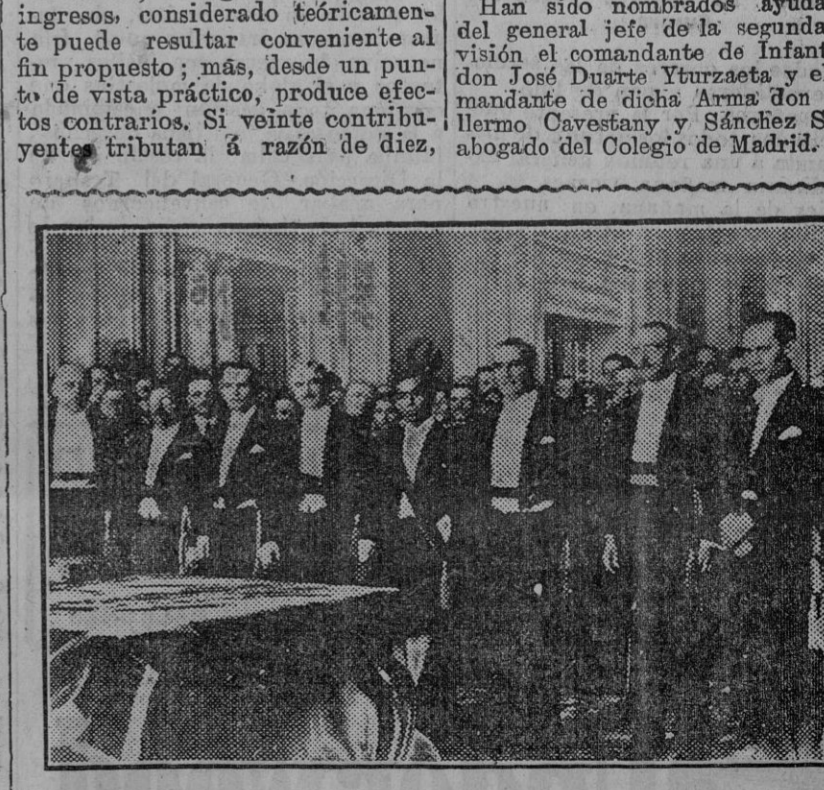 ingresos, considerado teóricamen-
te puede resultar conveniente al
fin propuesto; más, desde un pun-
to de vista práctico, produce efec-
tos contrarios. Si veinte contribu-
yentes tributan á razón de diez,
Han sido nombrados ayuda
del general jefe de la segunda
visión el comandante de Infant
don José Duarte Yturzaeta y el
mandante de dicha Arma don
llermo Cavestany y Sánchez S
abogado del Colegio de Madrid.